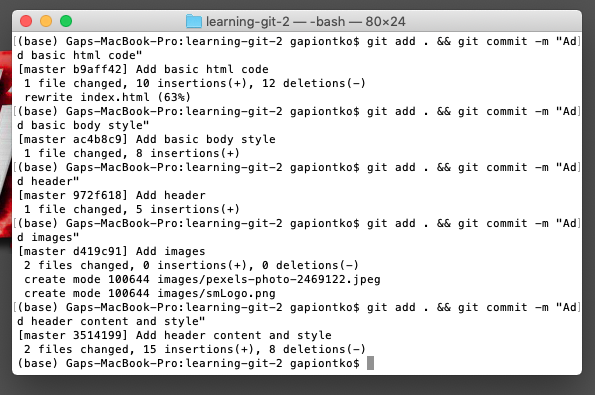 learning-git-2 — -bash — 80×24
[(base) Gaps-MacBook-Pro:learning-git-2 gapiontko$ git add . && git commit -m "Ad]
d basic html code"
[master b9aff42] Add basic html code
1 file changed, 10 insertions(+), 12 deletions(-)
rewrite index.html (63%)
[(base) Gaps-MacBook-Pro:learning-git-2 gapiontko$ git add . && git commit -m "Ad]
d basic body style"
[master ac4b8c9] Add basic body style
1 file changed, 8 insertions(+)
[(base) Gaps-MacBook-Pro:learning-git-2 gapiontko$ git add . && git commit -m "Ad]
d header"
[master 972f618] Add header
1 file changed, 5 insertions(+)
[(base) Gaps-MacBook-Pro:learning-git-2 gapiontko$ git add . && git commit -m "Ad]
d images"
[master d419c91] Add images
2 files changed, 0 insertions(+), 0 deletions(-)
create mode 100644 images/pexels-photo-2469122.jpeg
create mode 100644 images/smLogo.png
[(base) Gaps-MacBook-Pro:learning-git-2 gapiontko$ git add . && git commit -m "Ad]
d header content and style"
[master 3514199] Add header content and style
2 files changed, 15 insertions(+), 8 deletions(-)
(base) Gaps-MacBook-Pro:learning-git-2 gapiontko$